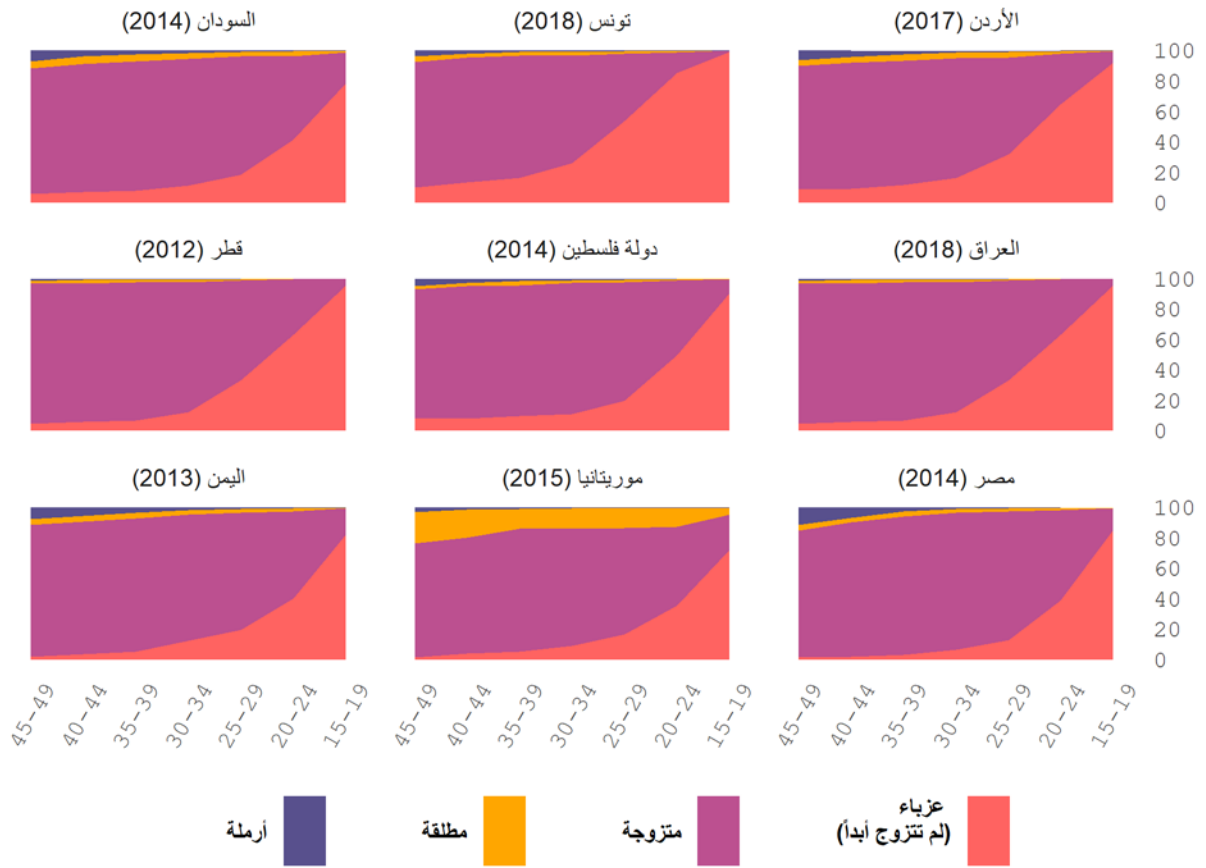 الأردن (2017)
تونس (2018)
السودان (2014)
100
80
60
40
20
0
العراق (2018)
دولة فلسطين (2014)
قطر (2012)
100
80
60
40
20
0
مصر (2014)
موريتانيا (2015)
اليمن (2013)
100
80
60
40
20
0
15-19
20-24
25-29
30-34
35-39
40-44
45-49
15-19
20-24
25-29
30-34
35-39
40-44
45-49
15-19
20-24
25-29
30-34
35-39
40-44
45-49
عزباء
(لم تتزوج أبداً)
متزوجة
مطلقة
أرملة